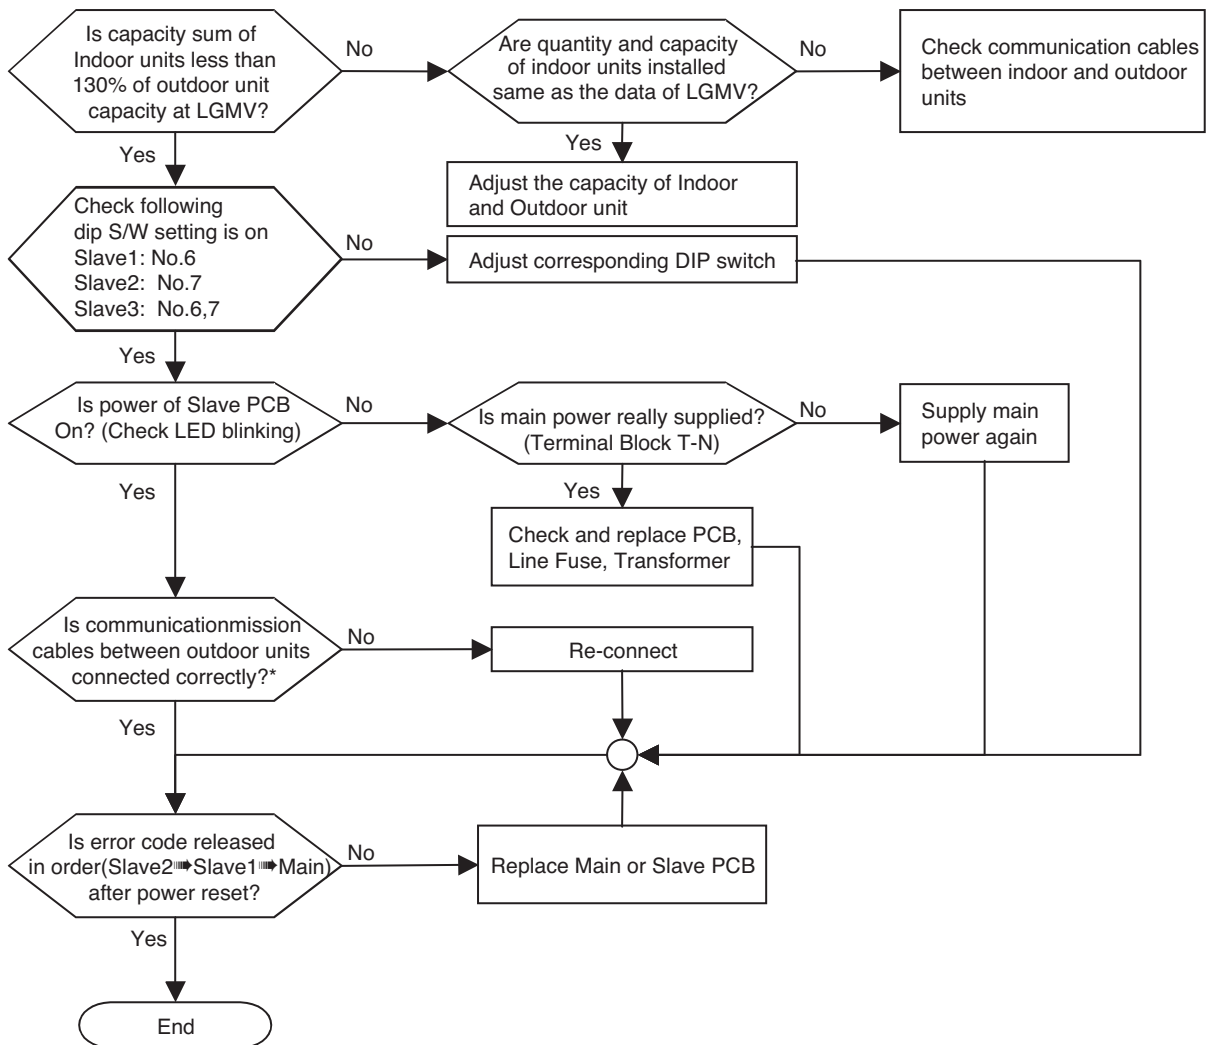 Is capacity sum of
Indoor units less than
130% of outdoor unit
capacity at LGMV?
No
Are quantity and capacity
of indoor units installed
same as the data of LGMV?
No
Check communication cables
between indoor and outdoor
units
Yes
Yes
Adjust the capacity of Indoor
and Outdoor unit
Check following
dip S/W setting is on
Slave1: No.6
Slave2: No.7
Slave3: No.6,7
No
Adjust corresponding DIP switch
Yes
Is power of Slave PCB
On? (Check LED blinking)
No
Is main power really supplied?
(Terminal Block T-N)
No
Supply main
power again
Yes
Yes
Check and replace PCB,
Line Fuse, Transformer
Is communicationmission
cables between outdoor units
connected correctly?*
No
Re-connect
Yes
Is error code released
in order(Slave2➠Slave1➠Main)
after power reset?
No
Replace Main or Slave PCB
Yes
End